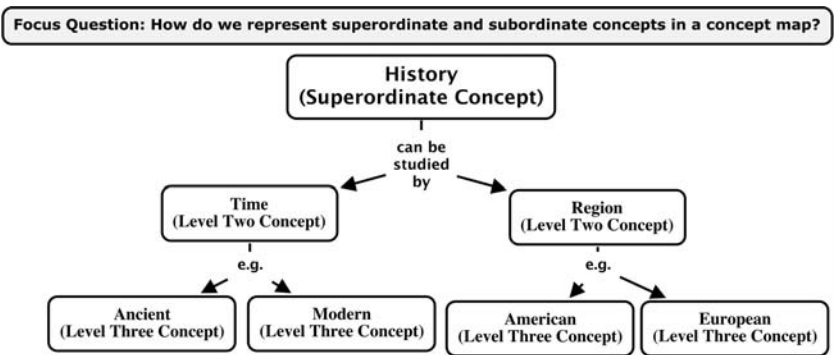 Focus Question: How do we represent superordinate and subordinate concepts in a concept map?
History
(Superordinate Concept)
can be
studied
by
Time
(Level Two Concept)
Region
(Level Two Concept)
e.g.
e.g.
Ancient
(Level Three Concept)
Modern
(Level Three Concept)
American
(Level Three Concept)
European
(Level Three Concept)